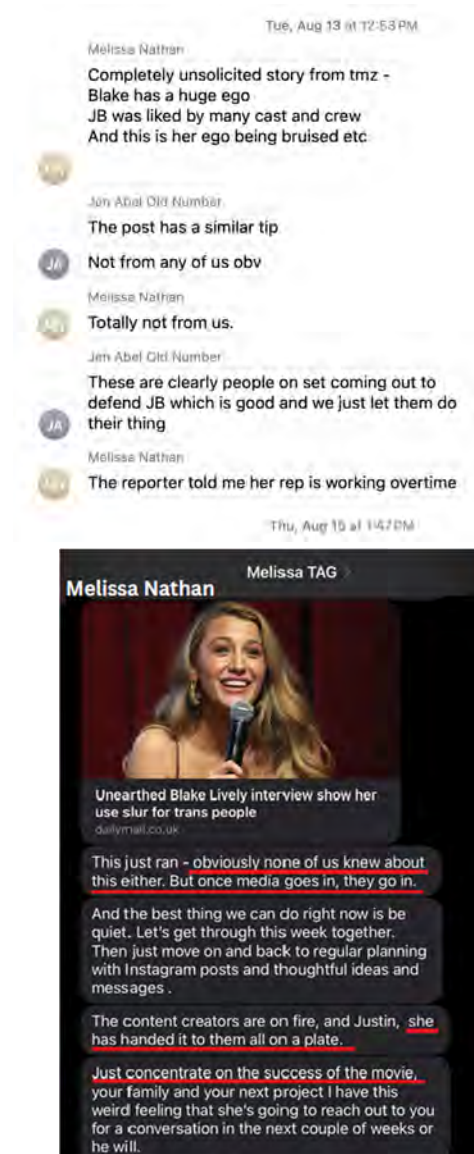 Tue, Aug 13 at 12:53 PM
Melissa Nathan
Completely unsolicited story from tmz -
Blake has a huge ego
JB was liked by many cast and crew
And this is her ego being bruised etc
Jen Abel Old Number
The post has a similar tip
JA
Not from any of us obv
Melissa Nathan
Totally not from us.
Jen Abel Old Number
These are clearly people on set coming out to
defend JB which is good and we just let them do
JA
their thing
Melissa Nathan
The reporter told me her rep is working overtime
Thu, Aug 15 at 1:47 PM
Melissa TAG >
Melissa Nathan
Unearthed Blake Lively interview show her
use slur for trans people
dailymail.co.uk
This just ran - obviously none of us knew about
this either. But once media goes in, they go in.
And the best thing we can do right now is be
quiet. Let's get through this week together.
Then just move on and back to regular planning
with Instagram posts and thoughtful ideas and
messages .
The content creators are on fire, and Justin, she
has handed it to them all on a plate.
Just concentrate on the success of the movie,
your family and your next project I have this
weird feeling that she's going to reach out to you
for a conversation in the next couple of weeks or
he will.